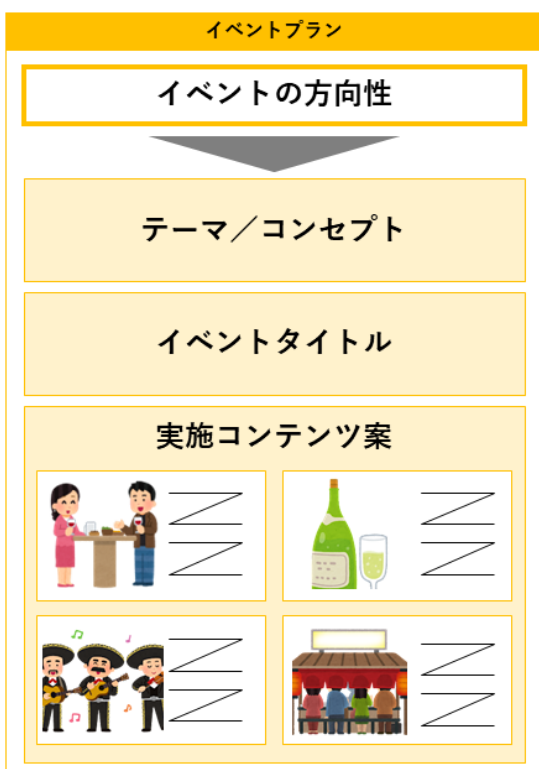 イベントプラン
イベントの方向性
テーマ／コンセプト
イベントタイトル
実施コンテンツ案